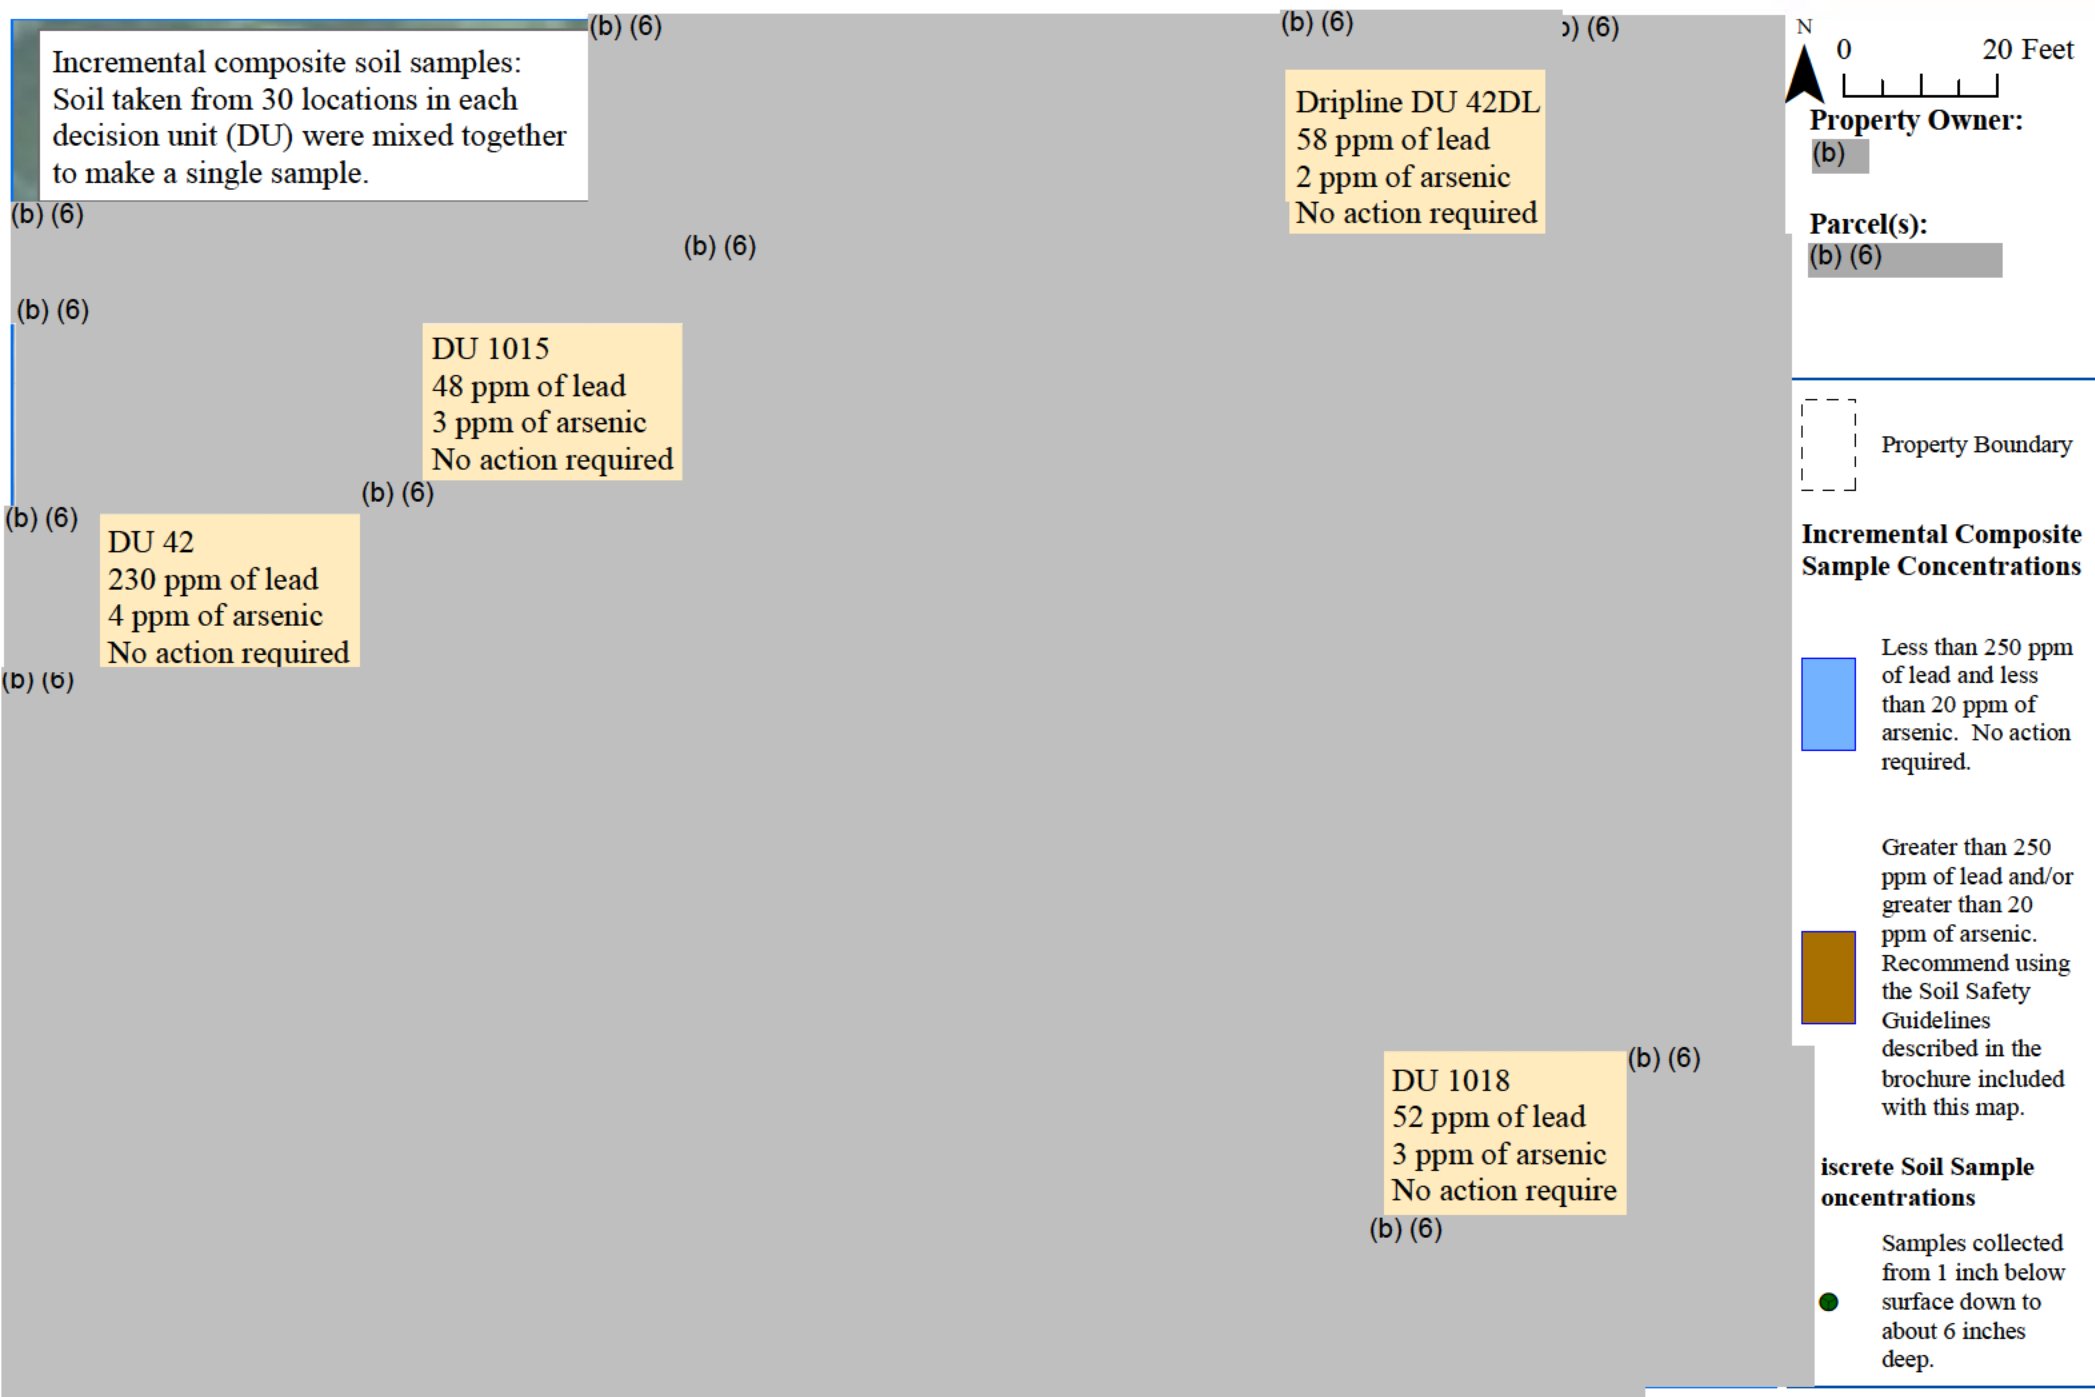 Incremental composite soil samples:
Soil taken from 30 locations in each
decision unit (DU) were mixed together
to make a single sample.
(b) (6)
(b) (6)
b) (6)
Dripline DU 42DL
58 ppm of lead
2 ppm of arsenic
No action required
(b) (6)
(b) (6)
(b) (6)
DU 1015
48 ppm of lead
3 ppm of arsenic
No action required
(b) (6)
(b) (6)
DU 42
230 ppm of lead
4 ppm of arsenic
No action required
(b) (6)
DU 1018
52 ppm of lead
3 ppm of arsenic
No action require
(b) (6)
(b) (6)
N
0 20 Feet
Property Owner:
(b)
Parcel(s):
(b) (6)
Property Boundary
Incremental Composite
Sample Concentrations
Less than 250 ppm
of lead and less
than 20 ppm of
arsenic. No action
required.
Greater than 250
ppm of lead and/or
greater than 20
ppm of arsenic.
Recommend using
the Soil Safety
Guidelines
described in the
brochure included
with this map.
iscrete Soil Sample
oncentrations
Samples collected
from 1 inch below
surface down to
about 6 inches
deep.